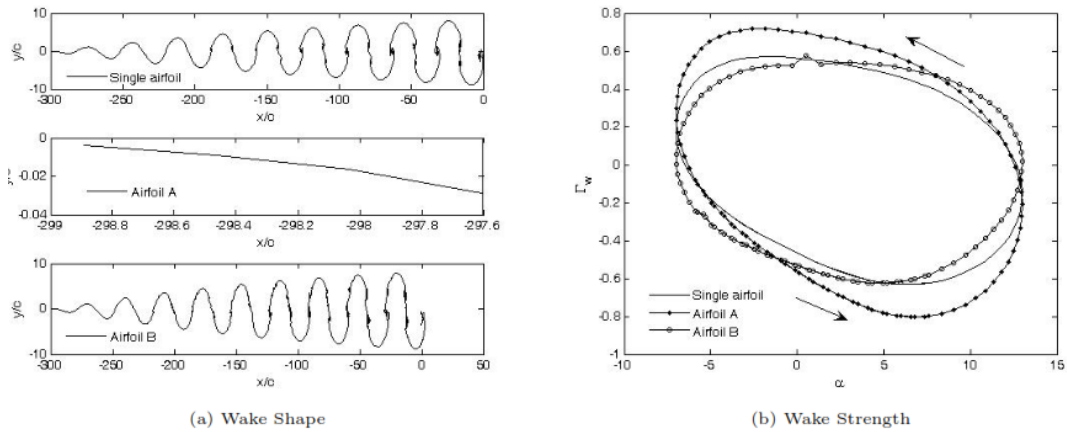 10
0
-10
y/c
Single airfoil
-300 -250 -200 -150 -100 -50 0
x/c
0
-0.02
-0.04
Airfoil A
-299 -298.8 -298.6 -298.4 -298.2 -298 -297.8 -297.6
x/c
10
0
-10
y/c
Airfoil B
-300 -250 -200 -150 -100 -50 0 50
x/c
(a) Wake Shape
0.8
0.6
0.4
0.2
0
-0.2
-0.4
-0.6
-0.8
-1
Γw
Single airfoil
Airfoil A
Airfoil B
-10 -5 0 5 10 15
α
(b) Wake Strength